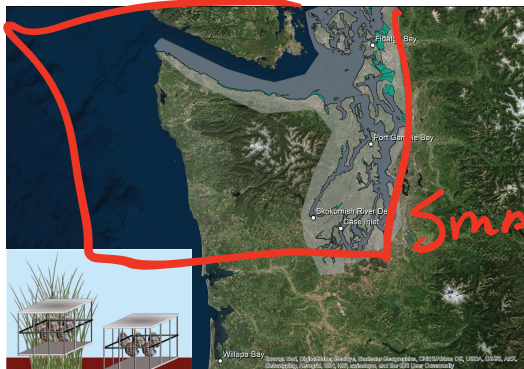 Fidalgo Bay
Port Gamble Bay
Skokomish River De
Case Inlet
Smn
Willapa Bay
Source: Esri, DigitalGlobe, GeoEye, Earthstar Geographics, CNES/Airbus DS, USDA, USGS, AEX,
Getmapping, Aerogrid, IGN, IGP, swisstopo, and the GIS User Community